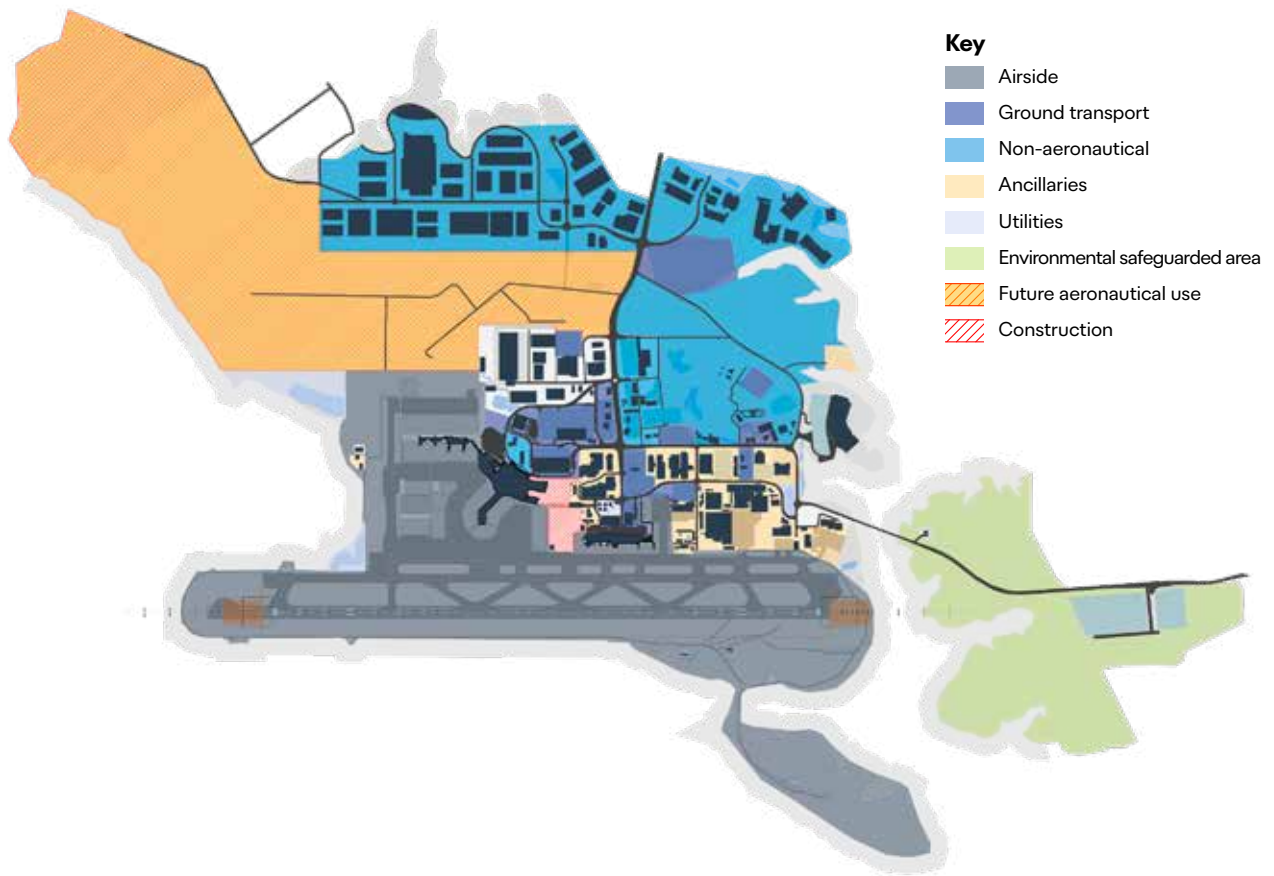 Key
Airside
Ground transport
Non-aeronautical
Ancillaries
Utilities
Environmental safeguarded area
Future aeronautical use
Construction